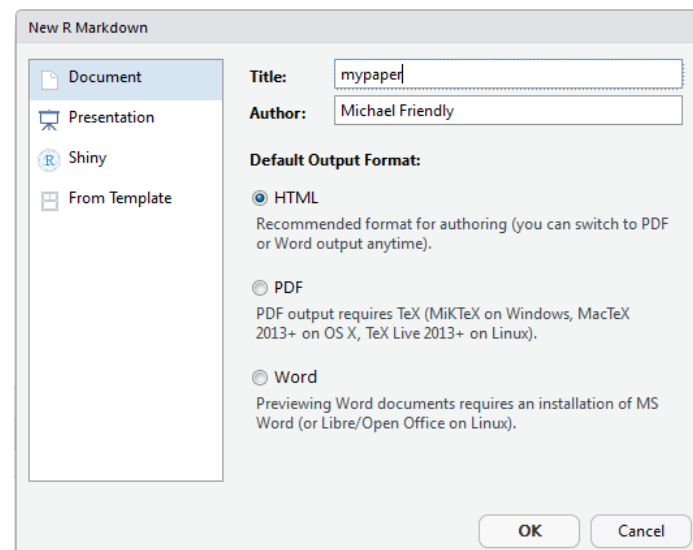 New R Markdown
Document
Presentation
Shiny
From Template
Title:
mypaper
Author:
Michael Friendly
Default Output Format:
HTML
Recommended format for authoring (you can switch to PDF
or Word output anytime).
PDF
PDF output requires TeX (MiKTeX on Windows, MacTeX
2013+ on OS X, TeX Live 2013+ on Linux).
Word
Previewing Word documents requires an installation of MS
Word (or Libre/Open Office on Linux).
OK
Cancel